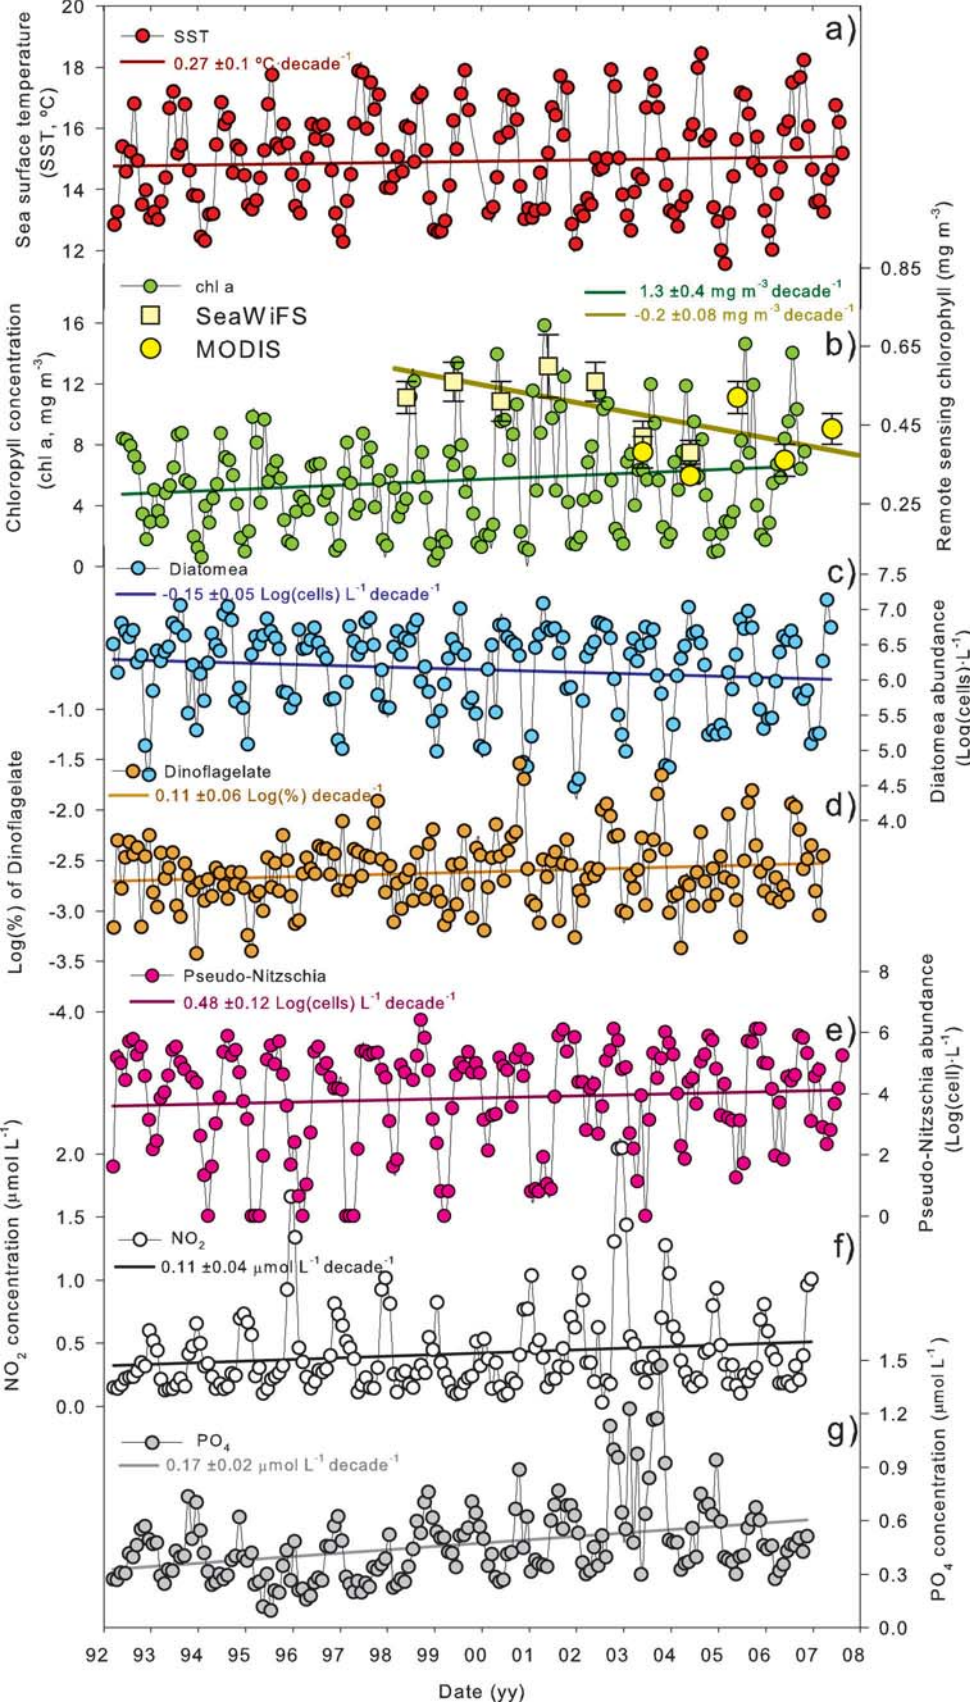 20
18
16
14
12
Sea surface temperature
(SST, ºC)
SST
0.27 ±0.1 ºC·decade⁻¹
a)
chl a
SeaWiFS
MODIS
1.3 ±0.4 mg m⁻³ decade⁻¹
-0.2 ±0.08 mg m⁻³ decade⁻¹
b)
16
12
8
4
0
Chloropyll concentration
(chl a, mg m⁻³)
0.85
0.65
0.45
0.25
Remote sensing chlorophyll (mg m⁻³)
Diatomea
-0.15 ±0.05 Log(cells) L⁻¹ decade⁻¹
c)
7.5
7.0
6.5
6.0
5.5
5.0
4.5
4.0
Diatomea abundance
(Log(cells)·L⁻¹)
Dinoflagelate
0.11 ±0.06 Log(%) decade⁻¹
d)
-1.0
-1.5
-2.0
-2.5
-3.0
-3.5
-4.0
Log(%) of Dinoflagelate
Pseudo-Nitzschia
0.48 ±0.12 Log(cells) L⁻¹ decade⁻¹
e)
8
6
4
2
0
Pseudo-Nitzschia abundance
(Log(cell)·L⁻¹)
NO₂
0.11 ±0.04 µmol L⁻¹ decade⁻¹
f)
2.0
1.5
1.0
0.5
0.0
NO₂ concentration (µmol L⁻¹)
PO₄
0.17 ±0.02 µmol L⁻¹ decade⁻¹
g)
1.5
1.2
0.9
0.6
0.3
0.0
PO₄ concentration (µmol L⁻¹)
92 93 94 95 96 97 98 99 00 01 02 03 04 05 06 07 08
Date (yy)